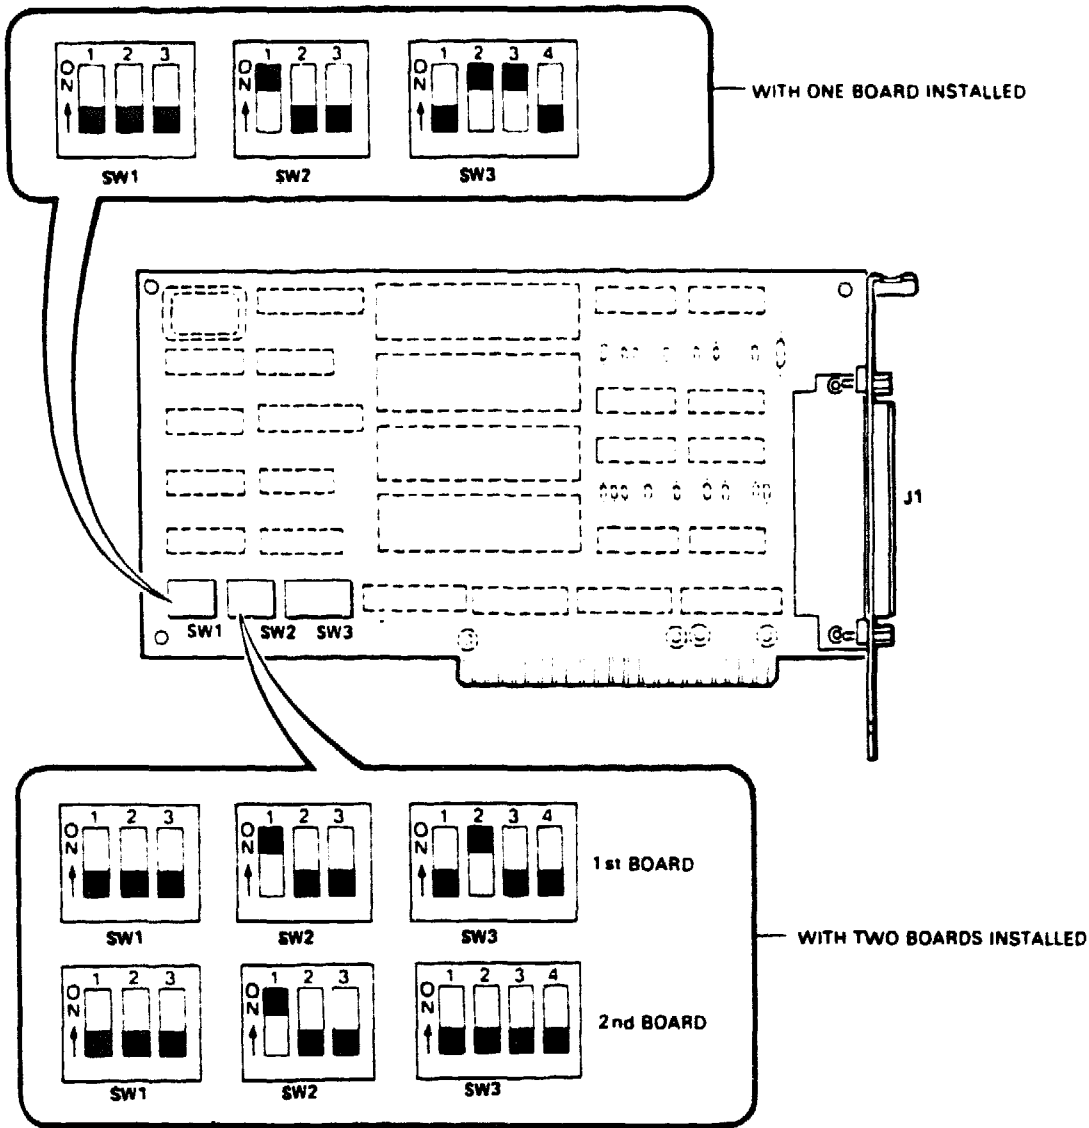 1 2 3
ON
SW1
1 2 3
ON
SW2
1 2 3 4
ON
SW3
WITH ONE BOARD INSTALLED
J1
SW1
SW2
SW3
1 2 3
ON
SW1
1 2 3
ON
SW2
1 2 3 4
ON
SW3
1st BOARD
WITH TWO BOARDS INSTALLED
1 2 3
ON
SW1
1 2 3
ON
SW2
1 2 3 4
ON
SW3
2nd BOARD